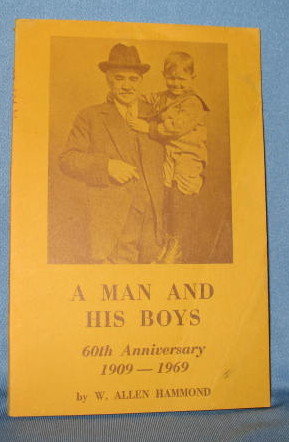 A MAN AND
HIS BOYS
60th Anniversary
1909 — 1969
by W. ALLEN HAMMOND